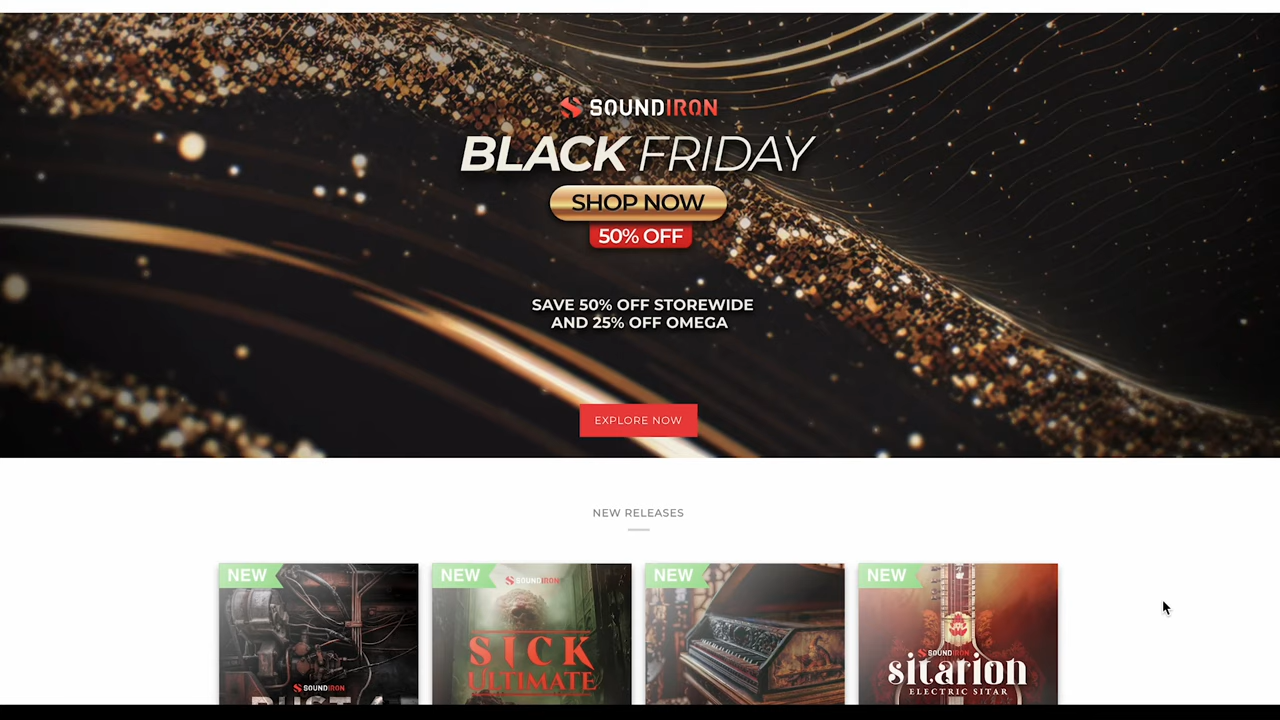 SOUNDIRON
BLACK FRIDAY
SHOP NOW
50% OFF
SAVE 50% OFF STOREWIDE
AND 25% OFF OMEGA
EXPLORE NOW
NEW RELEASES
NEW
NEW
NEW
NEW
SOUNDIRON
SICK
ULTIMATE
SOUNDIRON
sitarion
ELECTRIC SITAR
SOUNDIRON